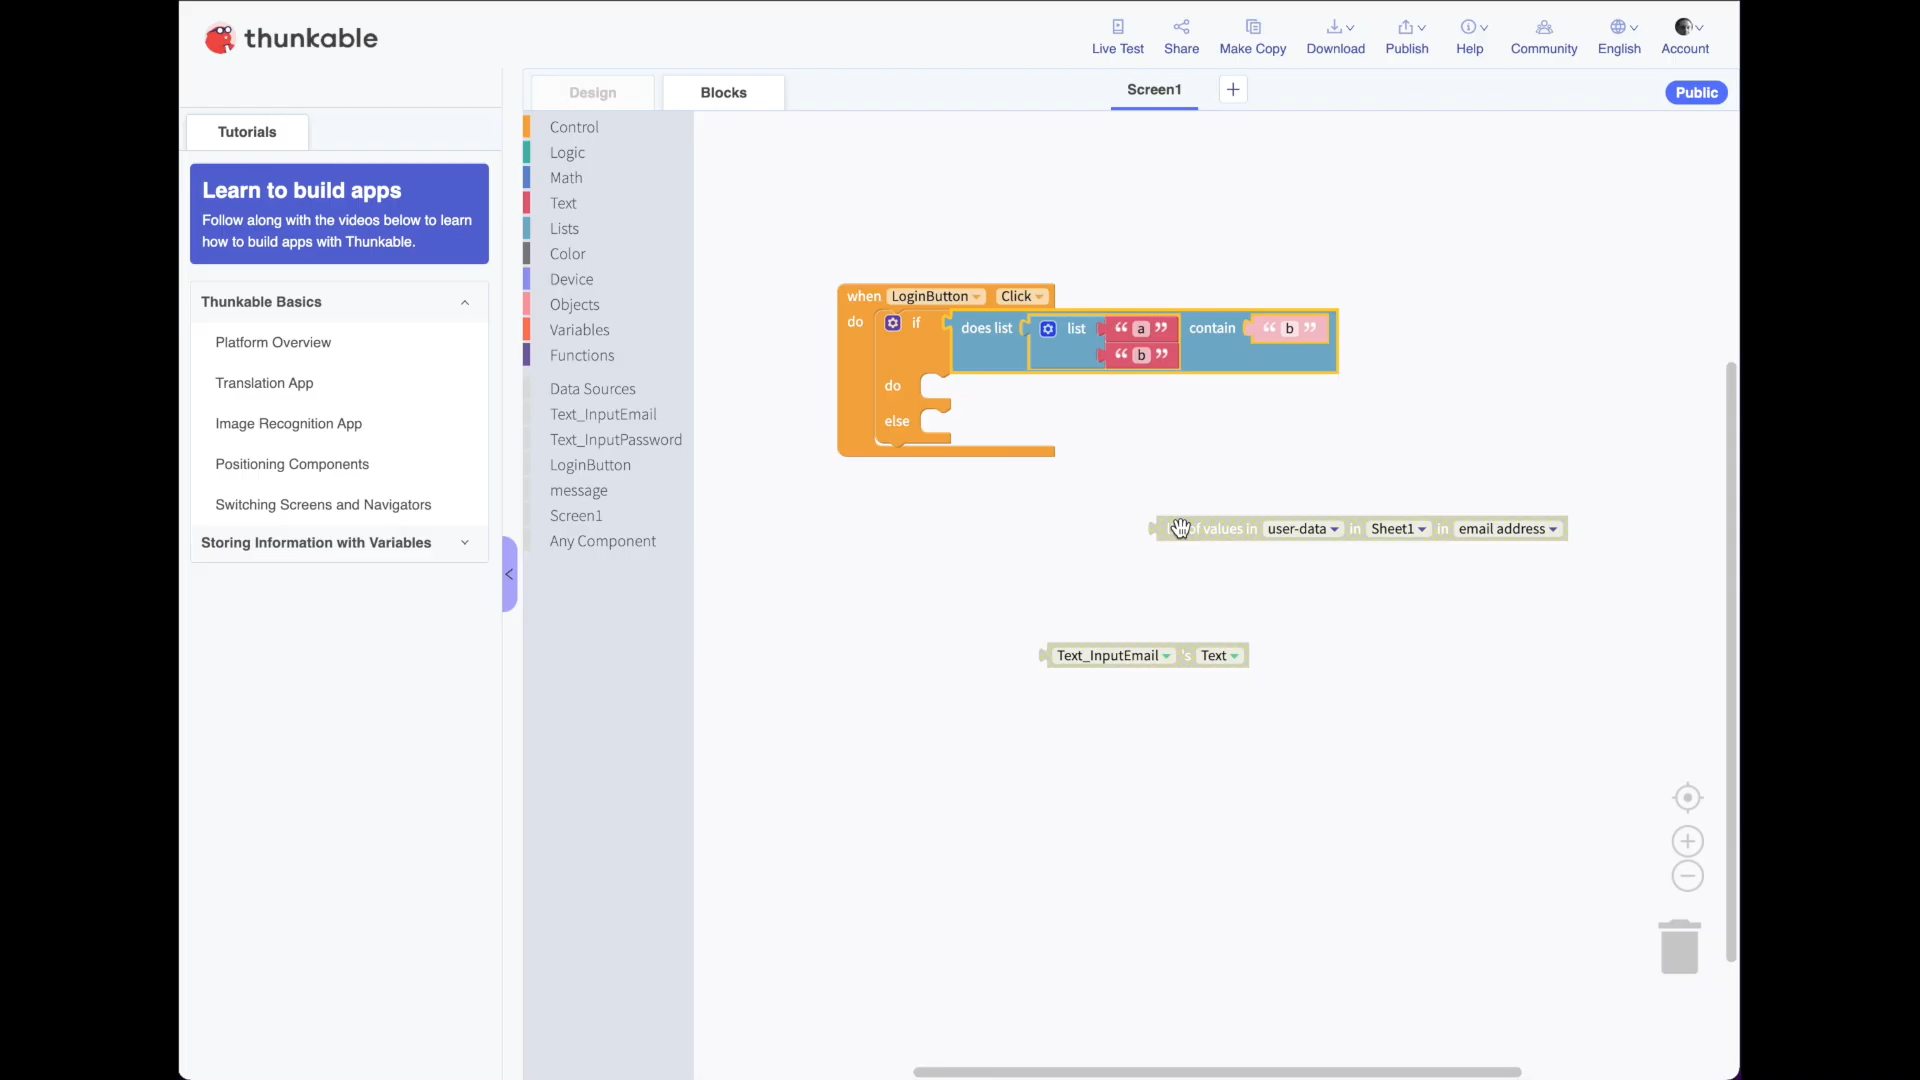 thunkable
Live Test
Share
Make Copy
Download
Publish
Help
Community
English
Account
Design
Blocks
Screen1
+
Public
Tutorials
Learn to build apps
Follow along with the videos below to learn
how to build apps with Thunkable.
Thunkable Basics
Platform Overview
Translation App
Image Recognition App
Positioning Components
Switching Screens and Navigators
Storing Information with Variables
Control
Logic
Math
Text
Lists
Color
Device
Objects
Variables
Functions
Data Sources
Text_InputEmail
Text_InputPassword
LoginButton
message
Screen1
Any Component
when LoginButton Click
do if does list list “ a ” contain “ b ”
“ b ”
do
else
of values in user-data in Sheet1 in email address
Text_InputEmail 's Text